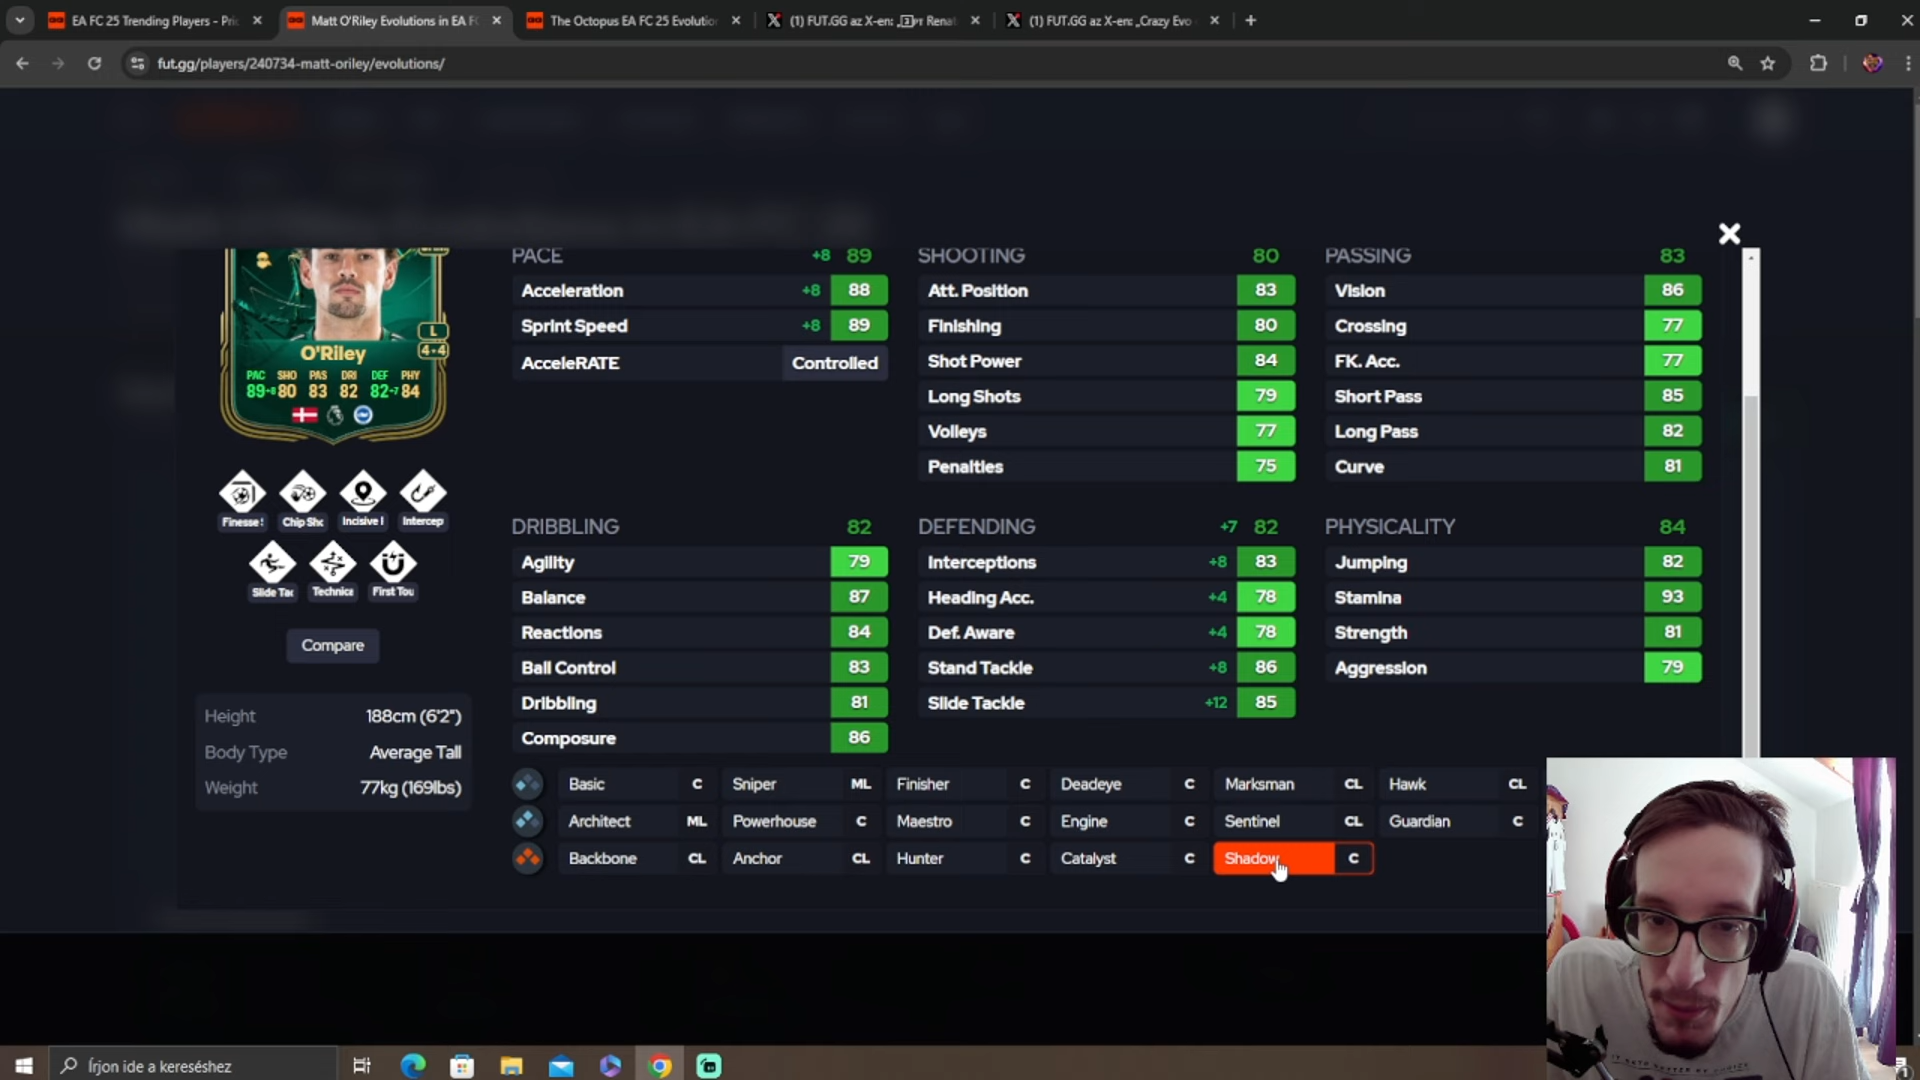 EA FC 25 Trending Players - Pri
Matt O'Riley Evolutions in EA F
The Octopus EA FC 25 Evolution
(1) FUT.GG az X-en:
(1) FUT.GG az X-en: „Crazy Evo
fut.gg/players/240734-matt-oriley/evolutions/
PACE +8 89
Acceleration +8 88
Sprint Speed +8 89
AcceleRATE Controlled
SHOOTING 80
Att. Position 83
Finishing 80
Shot Power 84
Long Shots 79
Volleys 77
Penalties 75
PASSING 83
Vision 86
Crossing 77
FK. Acc. 77
Short Pass 85
Long Pass 82
Curve 81
L
4★4
O'Riley
PAC SHO PAS DRI DEF PHY
89+8 80 83 82 82+7 84
Finesse S
Chip Sho
Incisive I
Intercep
Slide Tac
Technica
First Tou
Compare
Height 188cm (6'2")
Body Type Average Tall
Weight 77kg (169lbs)
DRIBBLING 82
Agility 79
Balance 87
Reactions 84
Ball Control 83
Dribbling 81
Composure 86
DEFENDING +7 82
Interceptions +8 83
Heading Acc. +4 78
Def. Aware +4 78
Stand Tackle +8 86
Slide Tackle +12 85
PHYSICALITY 84
Jumping 82
Stamina 93
Strength 81
Aggression 79
Basic C Sniper ML Finisher C Deadeye C Marksman CL Hawk CL
Architect ML Powerhouse C Maestro C Engine C Sentinel CL Guardian C
Backbone CL Anchor CL Hunter C Catalyst C Shadow C
Írjon ide a kereséshez